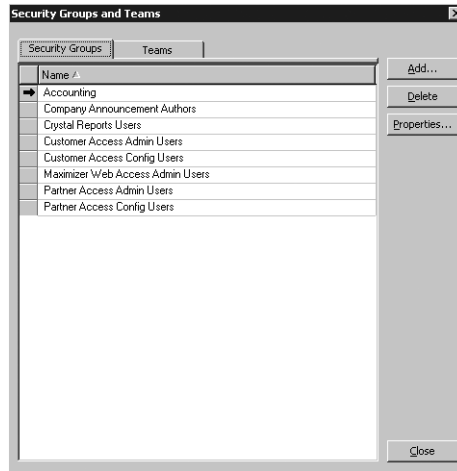 Security Groups and Teams
Security Groups
Teams
Name
Accounting
Company Announcement Authors
Crystal Reports Users
Customer Access Admin Users
Customer Access Config Users
Maximizer Web Access Admin Users
Partner Access Admin Users
Partner Access Config Users
Add...
Delete
Properties...
Close